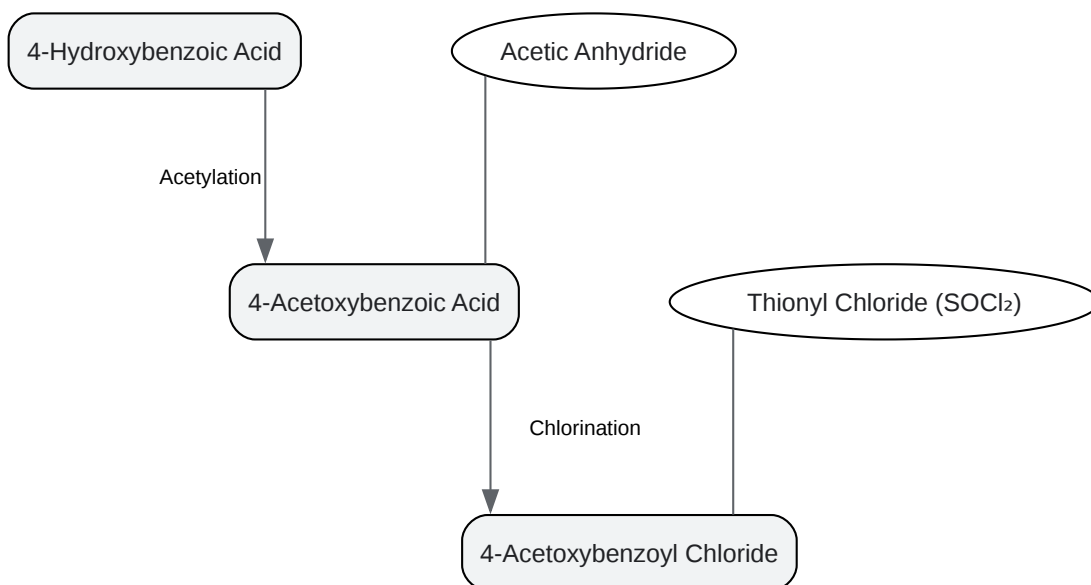 4-Hydroxybenzoic Acid
Acetic Anhydride
Acetylation
4-Acetoxybenzoic Acid
Thionyl Chloride (SOCl₂)
Chlorination
4-Acetoxybenzoyl Chloride